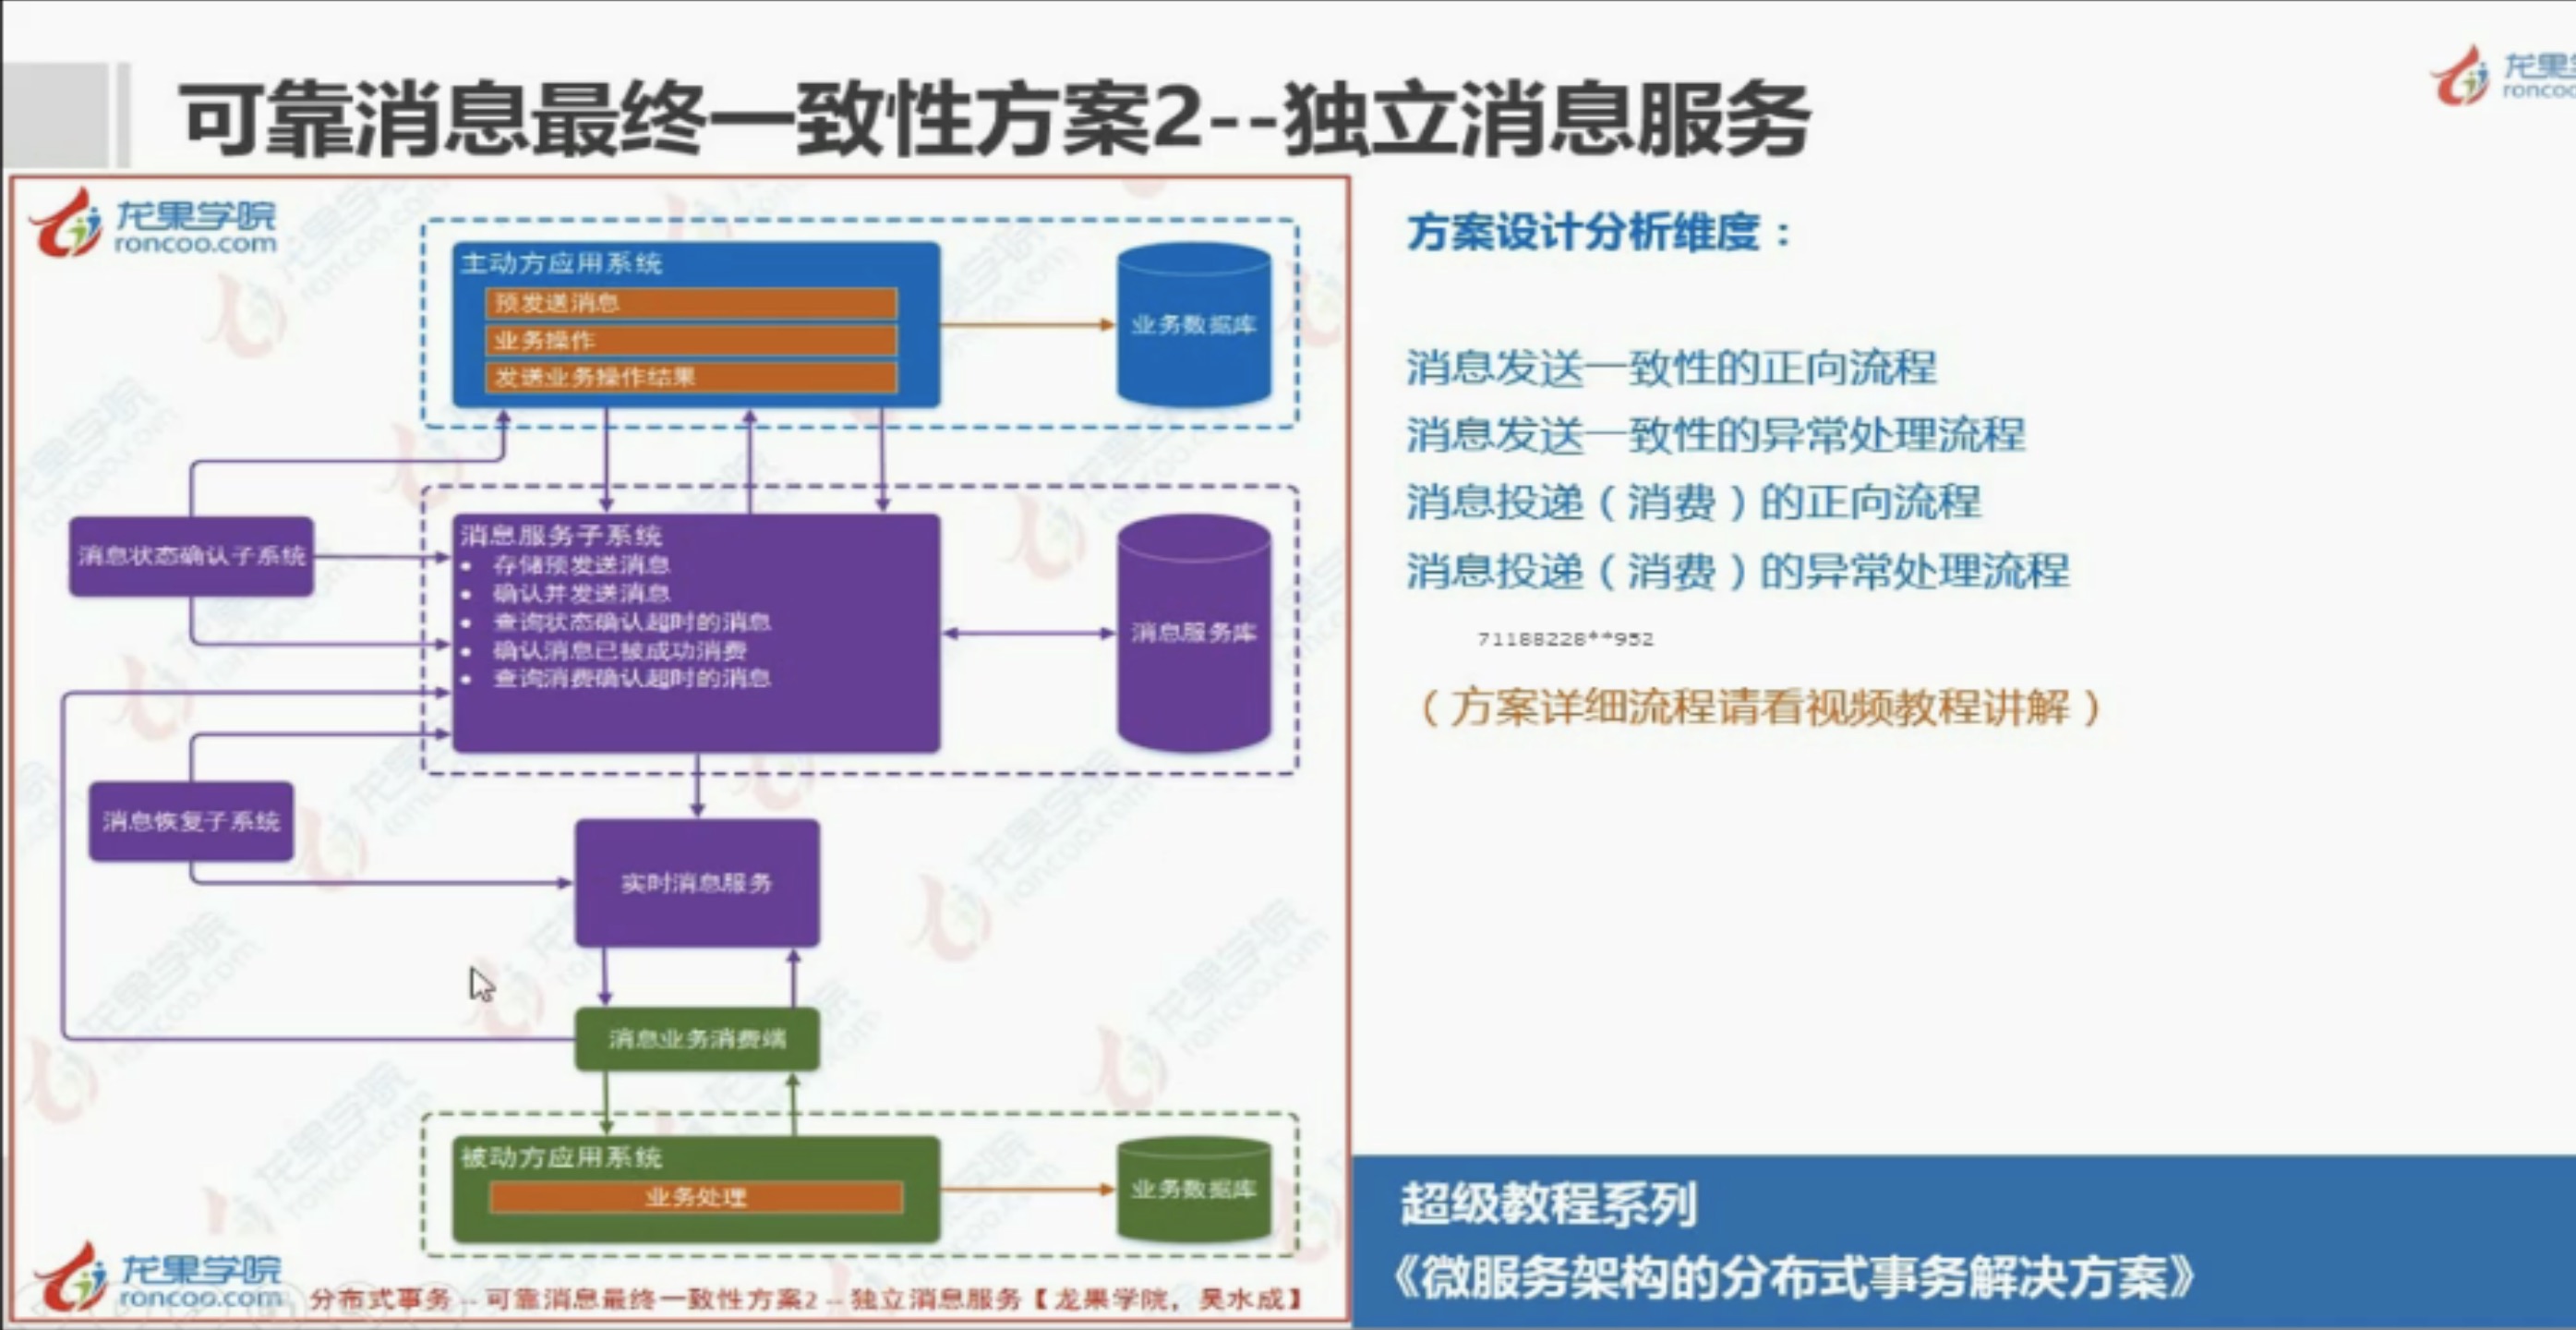 可靠消息最终一致性方案2--独立消息服务
龙果学
roncoo
龙果学院
roncoo.com
主动方应用系统
预发送消息
业务操作
发送业务操作结果
业务数据库
消息状态确认子系统
消息服务子系统
• 存储预发送消息
• 确认并发送消息
• 查询状态确认超时的消息
• 确认消息已被成功消费
• 查询消费确认超时的消息
消息服务库
消息恢复子系统
实时消息服务
消息业务消费端
被动方应用系统
业务处理
业务数据库
龙果学院
roncoo.com
分布式事务 -- 可靠消息最终一致性方案2 -- 独立消息服务【龙果学院，吴水成】
方案设计分析维度：
消息发送一致性的正向流程
消息发送一致性的异常处理流程
消息投递（消费）的正向流程
消息投递（消费）的异常处理流程
71188228**952
（方案详细流程请看视频教程讲解）
超级教程系列
《微服务架构的分布式事务解决方案》